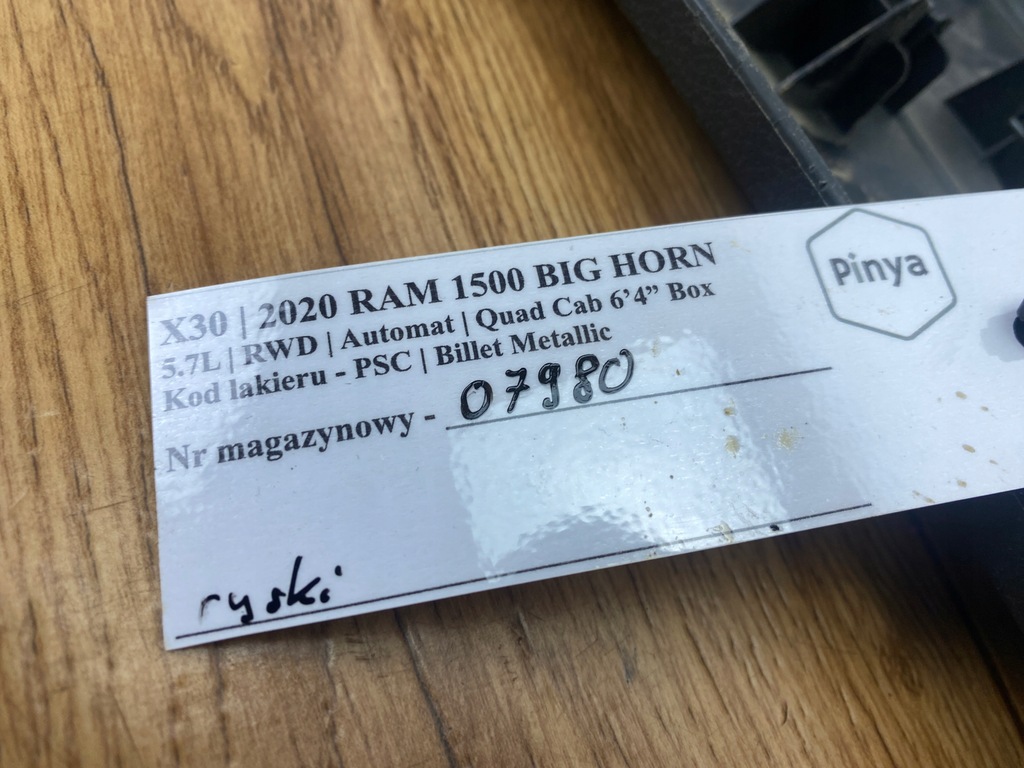 X30 | 2020 RAM 1500 BIG HORN
5.7L | RWD | Automat | Quad Cab 6’4” Box
Kod lakieru - PSC | Billet Metallic
Nr magazynowy - 07980
ryski
Pinya